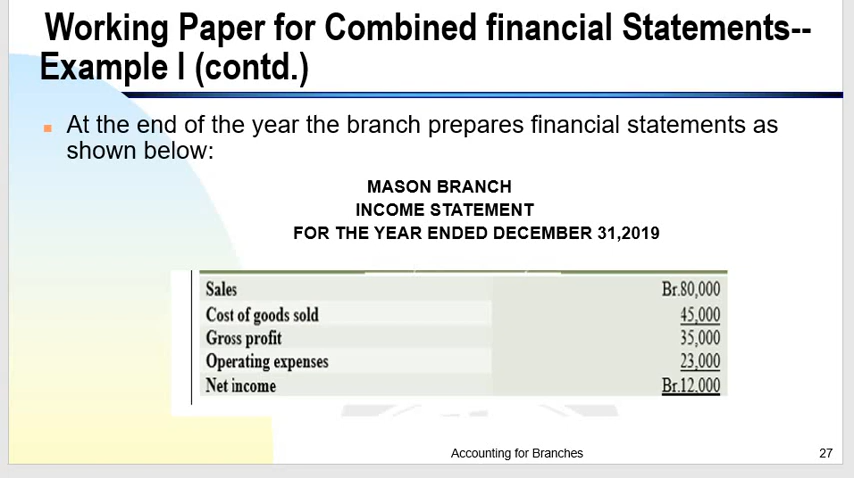 Working Paper for Combined financial Statements--
Example I (contd.)
At the end of the year the branch prepares financial statements as
shown below:
MASON BRANCH
INCOME STATEMENT
FOR THE YEAR ENDED DECEMBER 31,2019
Sales Br.80,000
Cost of goods sold 45,000
Gross profit 35,000
Operating expenses 23,000
Net income Br.12,000
Accounting for Branches 27